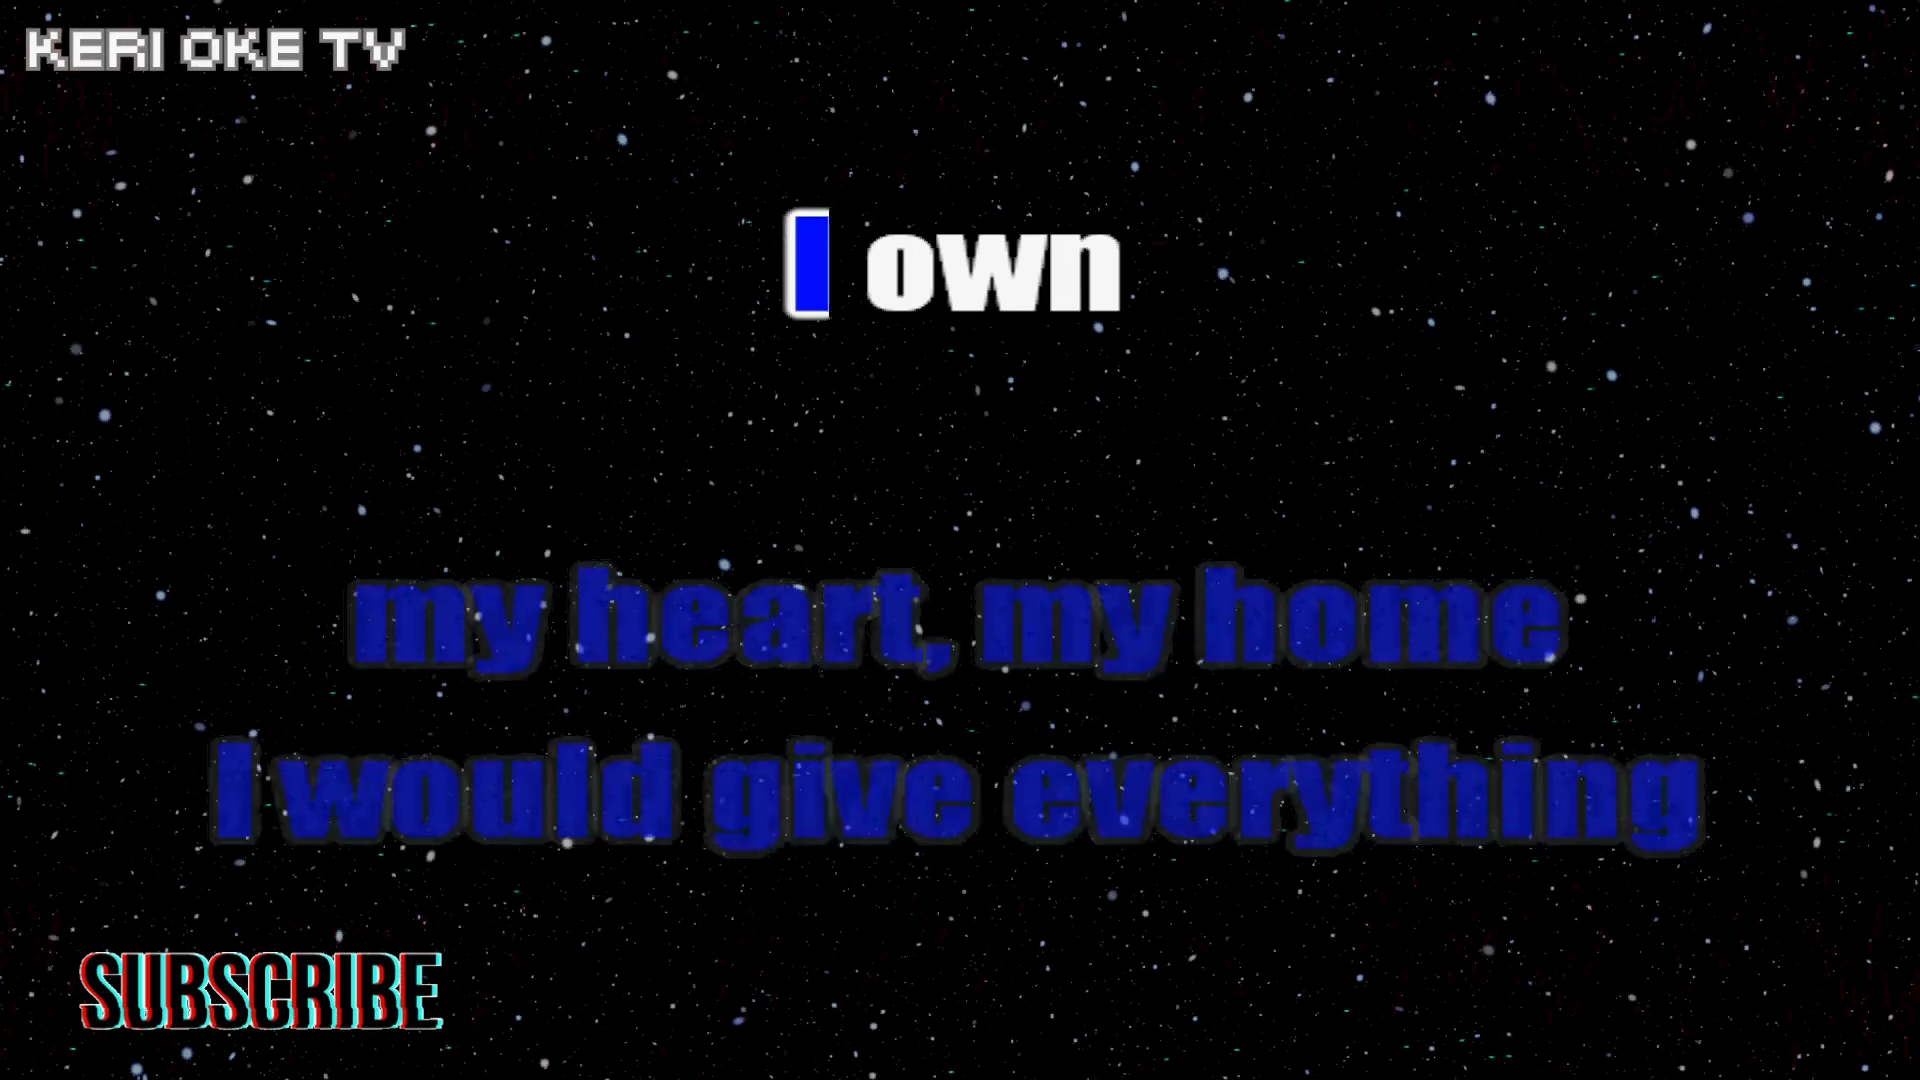 KERI OKE TV
I own
my heart, my home
I would give everything
SUBSCRIBE